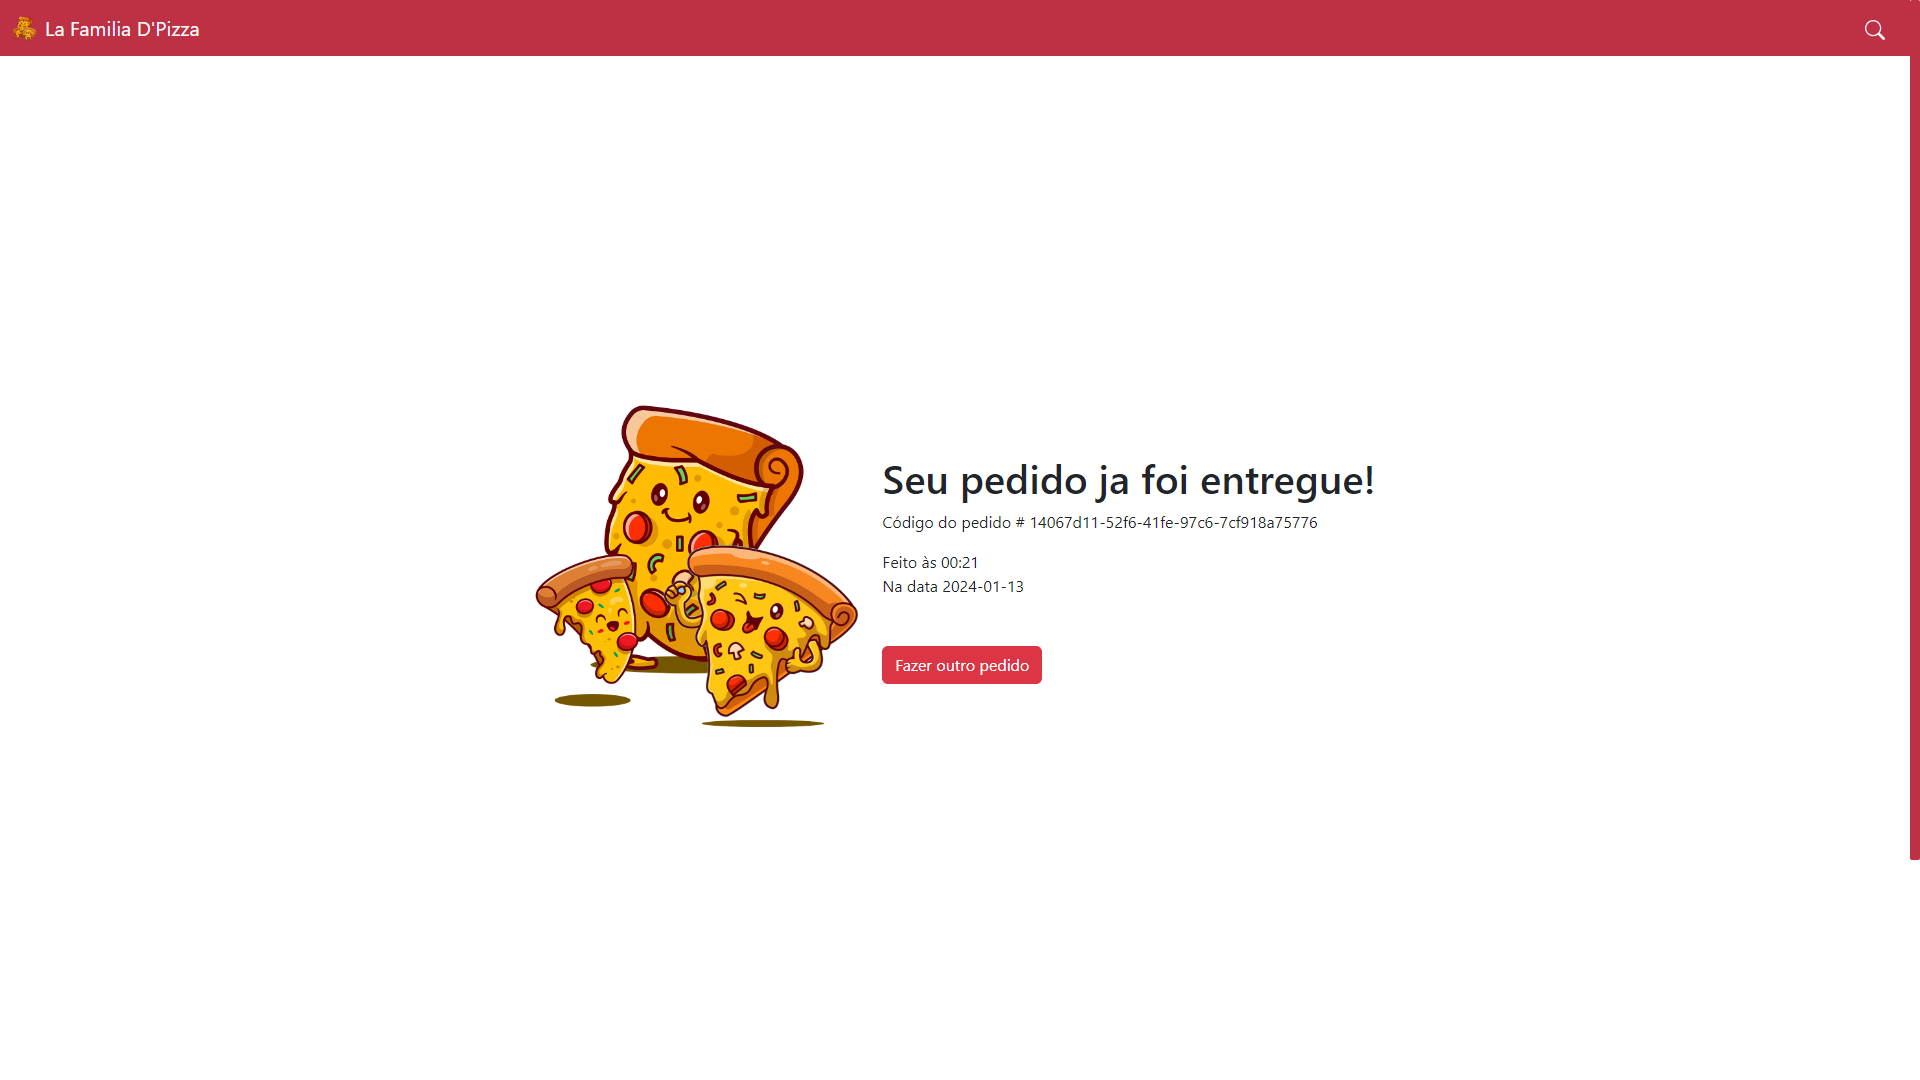 La Familia D'Pizza
Seu pedido ja foi entregue!
Código do pedido # 14067d11-52f6-41fe-97c6-7cf918a75776
Feito às 00:21
Na data 2024-01-13
Fazer outro pedido